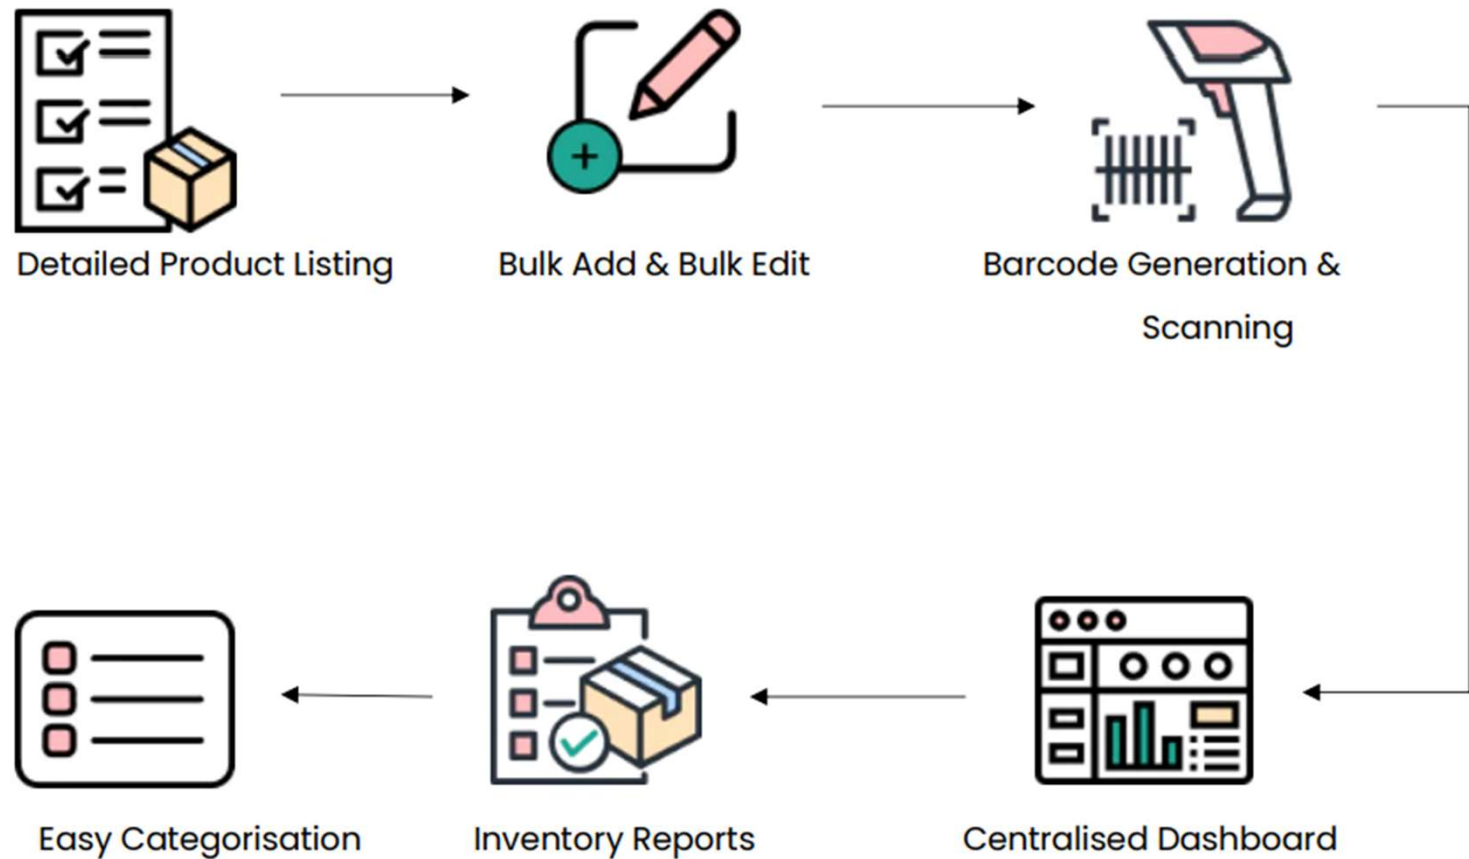 Detailed Product Listing
Bulk Add & Bulk Edit
Barcode Generation &
Scanning
Centralised Dashboard
Inventory Reports
Easy Categorisation